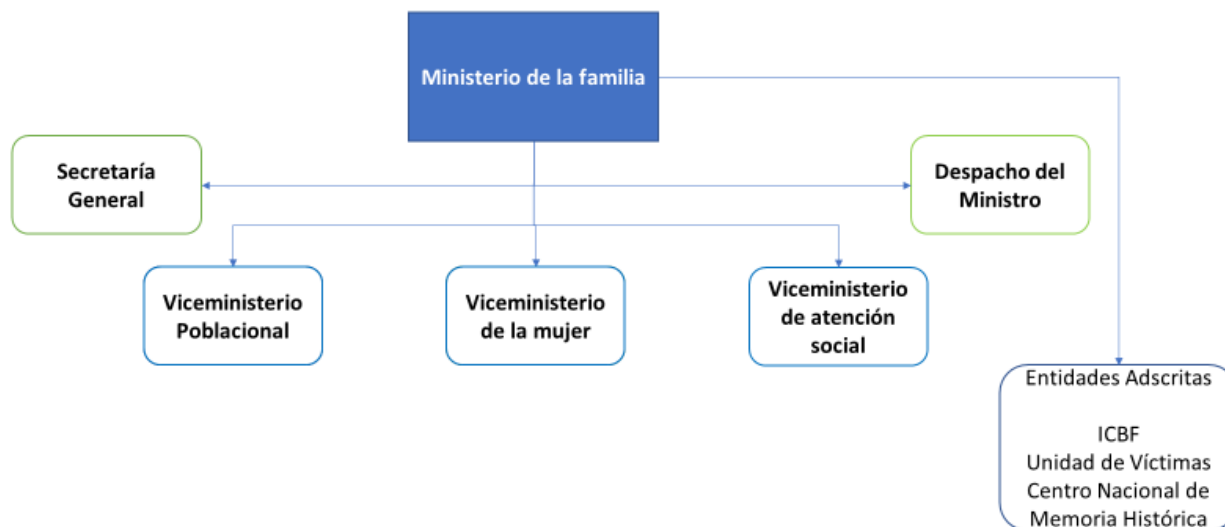 Ministerio de la familia
Secretaría
General
Despacho del
Ministro
Viceministerio
Poblacional
Viceministerio
de la mujer
Viceministerio
de atención
social
Entidades Adscritas
ICBF
Unidad de Víctimas
Centro Nacional de
Memoria Histórica